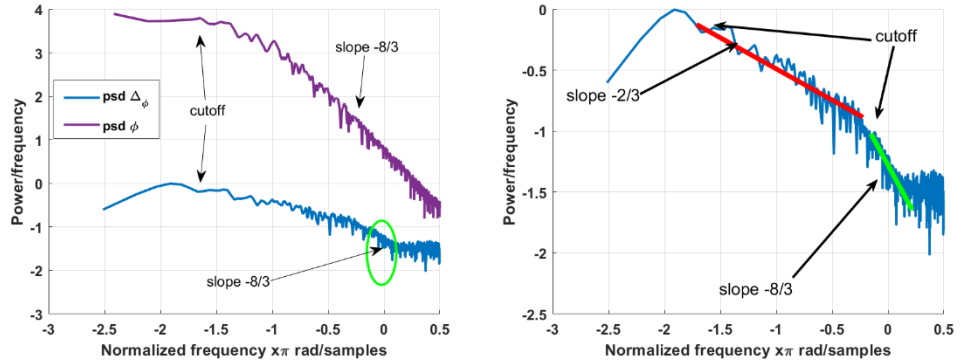 4
3
2
1
0
-1
-2
-3
Power/frequency
slope -8/3
psd Δϕ
psd ϕ
cutoff
slope -8/3
-3 -2.5 -2 -1.5 -1 -0.5 0 0.5
Normalized frequency xπ rad/samples
0
-0.5
-1
-1.5
-2
-2.5
Power/frequency
cutoff
slope -2/3
slope -8/3
-3 -2.5 -2 -1.5 -1 -0.5 0 0.5
Normalized frequency xπ rad/samples